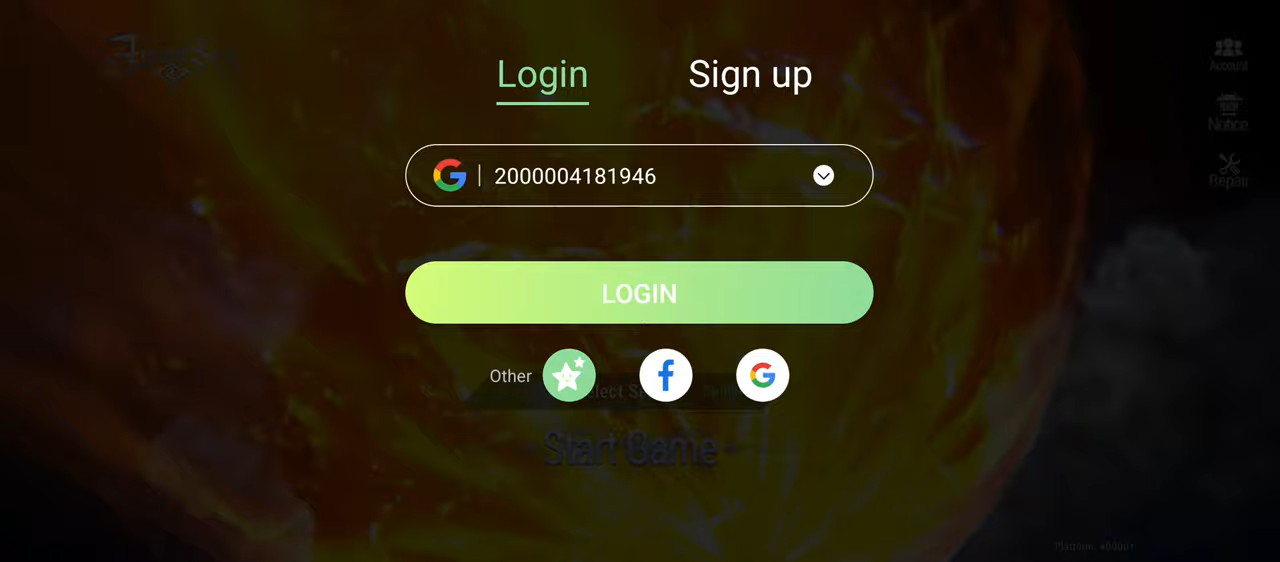 Login
Sign up
Account
Notice
2000004181946
Repair
LOGIN
Other
Start Game